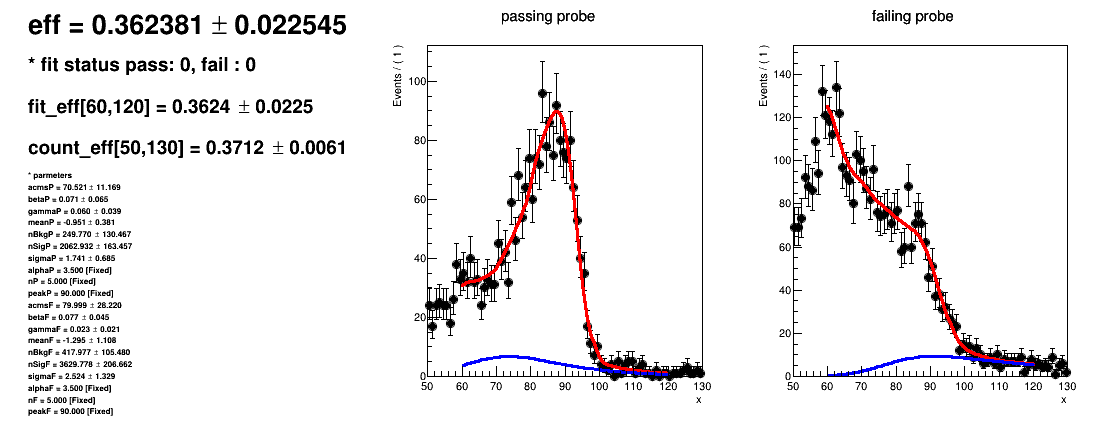 eff = 0.362381 ± 0.022545
* fit status pass: 0, fail : 0
fit_eff[60,120] = 0.3624 ± 0.0225
count_eff[50,130] = 0.3712 ± 0.0061
* parmeters
acmsP = 70.521 ± 11.169
betaP = 0.071 ± 0.065
gammaP = 0.060 ± 0.039
meanP = -0.951 ± 0.381
nBkgP = 249.770 ± 130.467
nSigP = 2062.932 ± 163.457
sigmaP = 1.741 ± 0.685
alphaP = 3.500 [Fixed]
nP = 5.000 [Fixed]
peakP = 90.000 [Fixed]
acmsF = 79.999 ± 28.220
betaF = 0.077 ± 0.045
gammaF = 0.023 ± 0.021
meanF = -1.295 ± 1.108
nBkgF = 417.977 ± 105.480
nSigF = 3629.778 ± 206.662
sigmaF = 2.524 ± 1.329
alphaF = 3.500 [Fixed]
nF = 5.000 [Fixed]
peakF = 90.000 [Fixed]
passing probe
Events / ( 1 )
100
80
60
40
20
0
50 60 70 80 90 100 110 120 130
x
failing probe
Events / ( 1 )
140
120
100
80
60
40
20
0
50 60 70 80 90 100 110 120 130
x